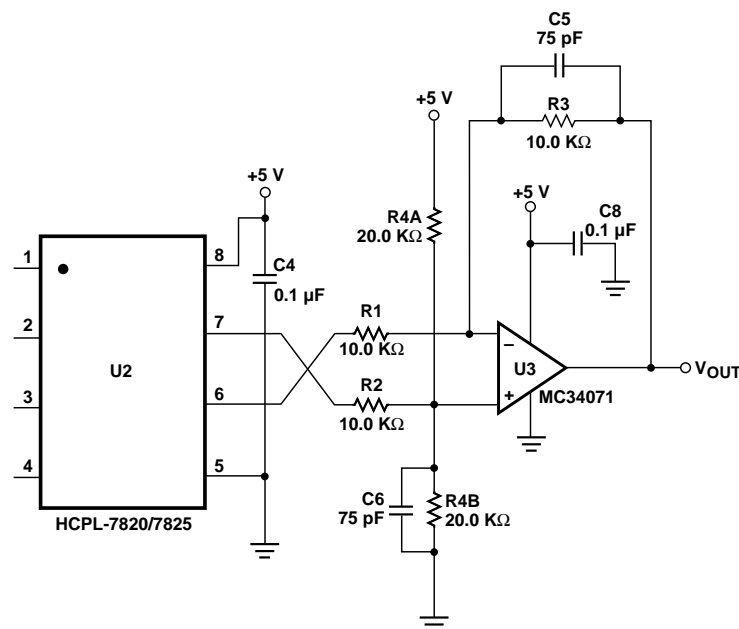 C5
75 pF
+5 V
R3
10.0 KΩ
+5 V
+5 V
R4A
20.0 KΩ
C8
0.1 µF
8
C4
0.1 µF
1
2
3
4
7
6
5
U2
R1
10.0 KΩ
R2
10.0 KΩ
–
+
U3
MC34071
VOUT
C6
75 pF
R4B
20.0 KΩ
HCPL-7820/7825